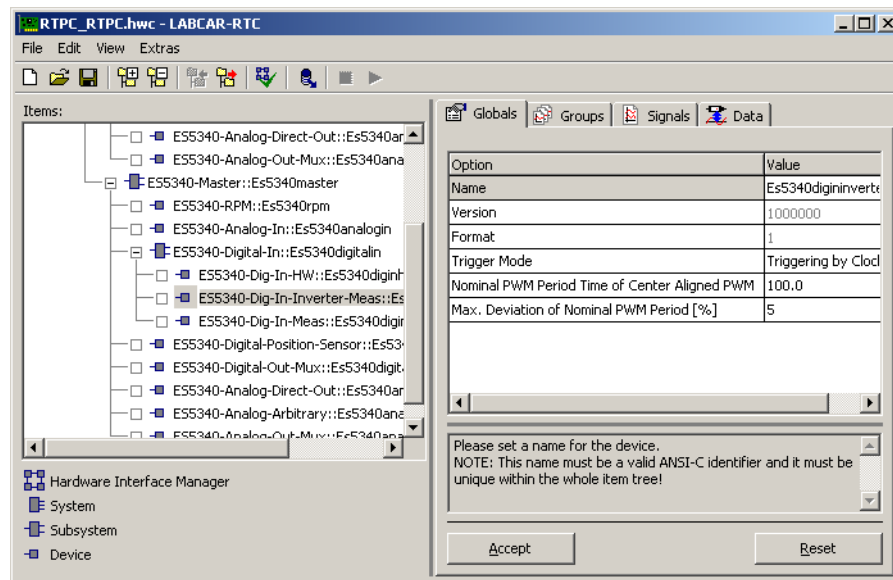 RTPC_RTPC.hwc - LABCAR-RTC
File Edit View Extras
Items:
ES5340-Analog-Direct-Out::Es5340ar
ES5340-Analog-Out-Mux::Es5340ana
ES5340-Master::Es5340master
ES5340-RPM::Es5340rpm
ES5340-Analog-In::Es5340analogin
ES5340-Digital-In::Es5340digitalin
ES5340-Dig-In-HW::Es5340diginh
ES5340-Dig-In-Inverter-Meas::Es
ES5340-Dig-In-Meas::Es5340digir
ES5340-Digital-Position-Sensor::Es53
ES5340-Digital-Out-Mux::Es5340digit
ES5340-Analog-Direct-Out::Es5340ar
ES5340-Analog-Arbitrary::Es5340ana
ES5340-Analog-Out-Mux::Es5340ana
Hardware Interface Manager
System
Subsystem
Device
Globals Groups Signals Data
Option Value
Name Es5340digininverte
Version 1000000
Format 1
Trigger Mode Triggering by Clocl
Nominal PWM Period Time of Center Aligned PWM 100.0
Max. Deviation of Nominal PWM Period [%] 5
Please set a name for the device.
NOTE: This name must be a valid ANSI-C identifier and it must be
unique within the whole item tree!
Accept Reset